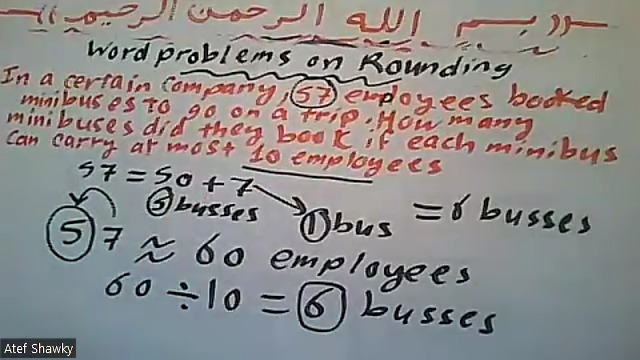 بسم الله الرحمن الرحيم
Word problems on Rounding
In a certain company, 57 employees booked
minibuses to go on a trip. How many
minibuses did they book if each minibus
can carry at most 10 employees
57 = 50 + 7
5 busses 1 bus = 6 busses
57 ≈ 60 employees
60 ÷ 10 = 6 busses
Atef Shawky